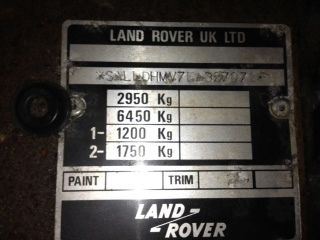 LAND ROVER UK LTD
2950 Kg
6450 Kg
1- 1200 Kg
2- 1750 Kg
PAINT TRIM
LAND-
ROVER